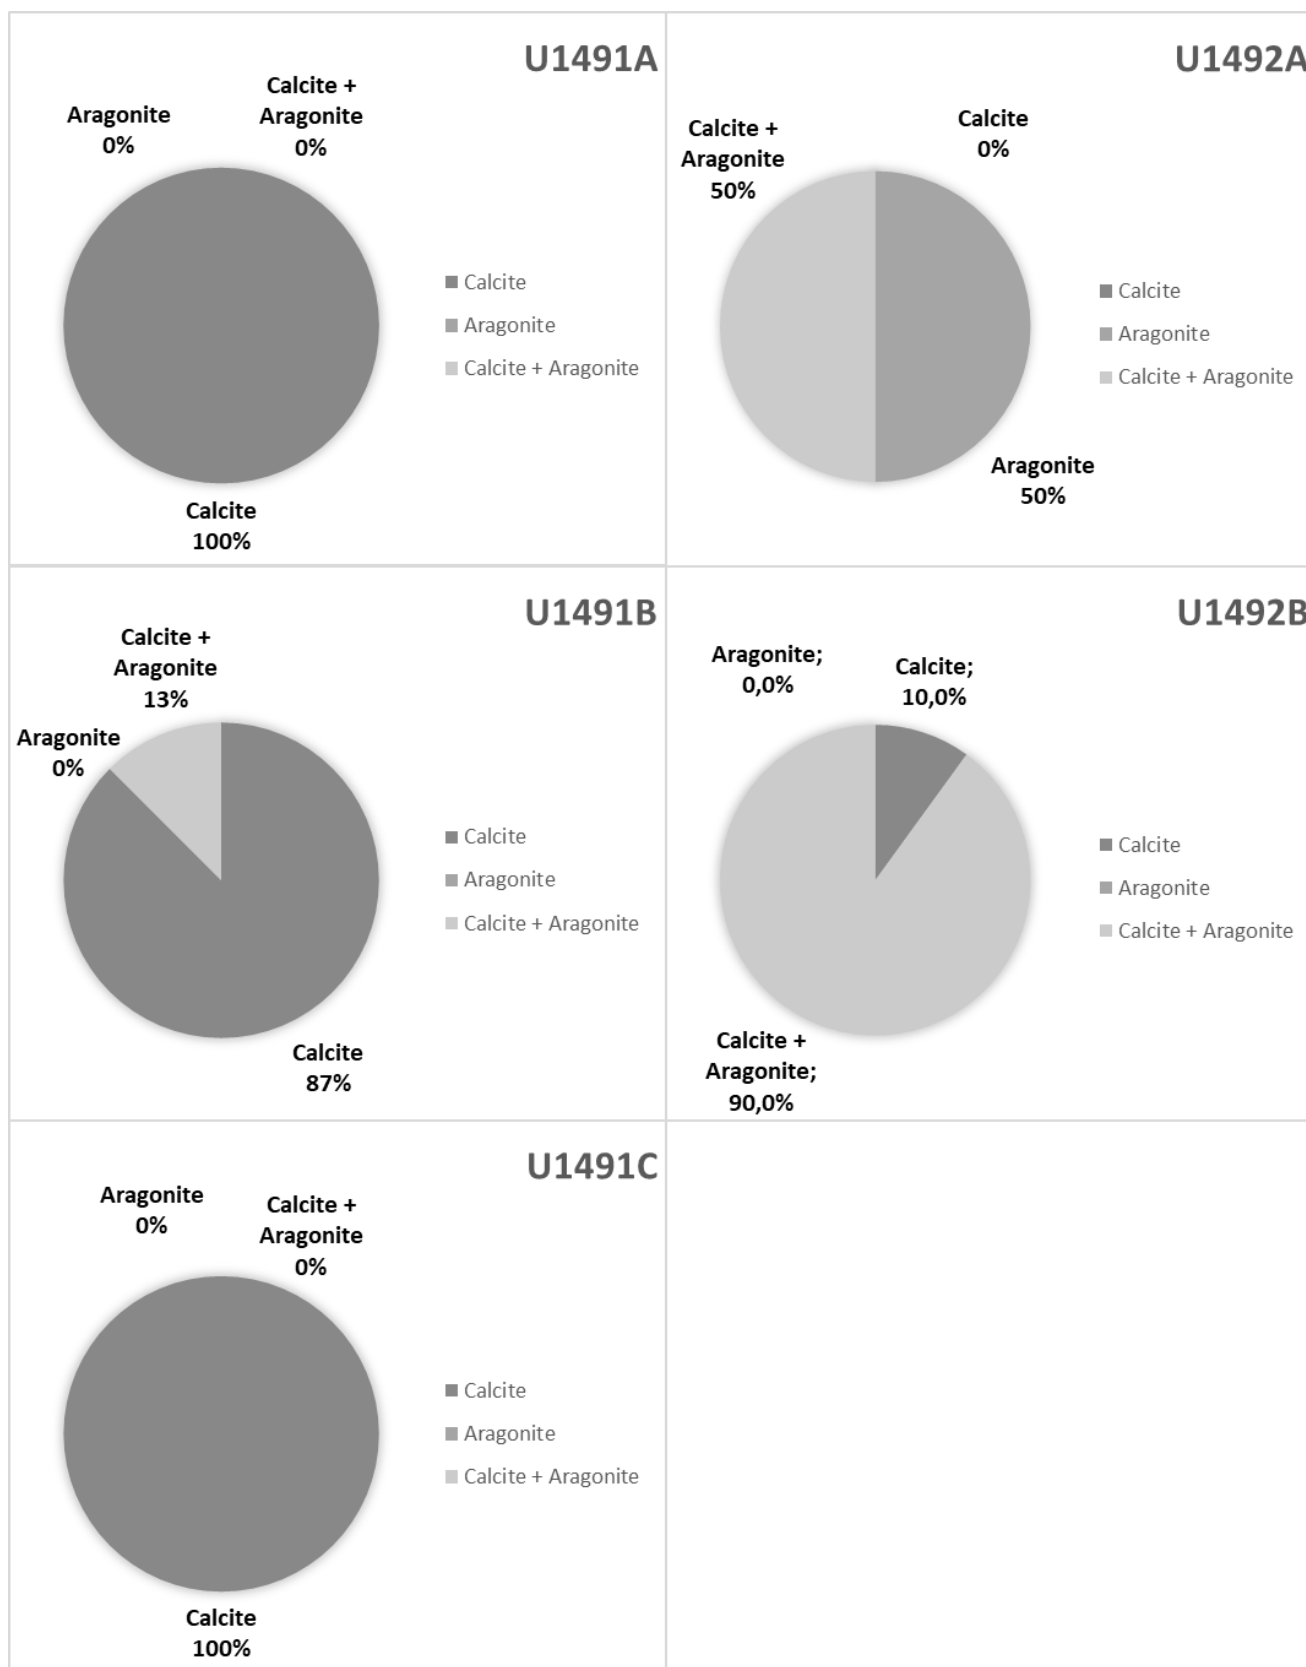 U1491A
Aragonite
0%
Calcite +
Aragonite
0%
Calcite
100%
Calcite
Aragonite
Calcite + Aragonite
U1492A
Calcite +
Aragonite
50%
Calcite
0%
Aragonite
50%
Calcite
Aragonite
Calcite + Aragonite
U1491B
Calcite +
Aragonite
13%
Aragonite
0%
Calcite
87%
Calcite
Aragonite
Calcite + Aragonite
U1492B
Aragonite;
0,0%
Calcite;
10,0%
Calcite +
Aragonite;
90,0%
Calcite
Aragonite
Calcite + Aragonite
U1491C
Aragonite
0%
Calcite +
Aragonite
0%
Calcite
100%
Calcite
Aragonite
Calcite + Aragonite